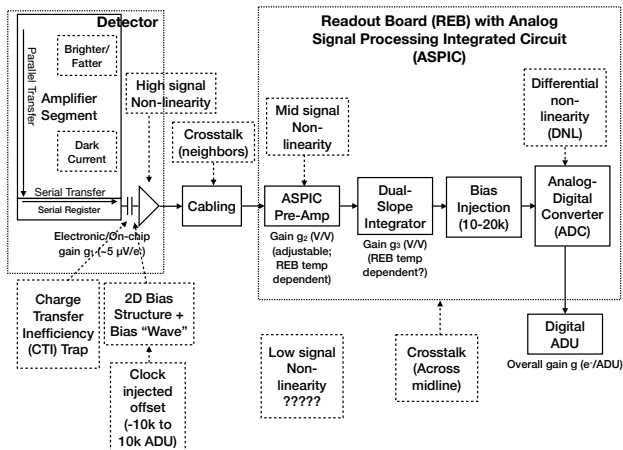 Detector
Brighter/
Fatter
Parallel Transfer
Amplifier
Segment
Dark
Current
Serial Transfer
Serial Register
High signal
Non-linearity
Electronic/On-chip
gain g₁ (~5 μV/e⁻)
Charge
Transfer
Inefficiency
(CTI) Trap
2D Bias
Structure +
Bias “Wave”
Clock
injected
offset
(-10k to
10k ADU)
Crosstalk
(neighbors)
Cabling
Readout Board (REB) with Analog
Signal Processing Integrated Circuit
(ASPIC)
Mid signal
Non-
linearity
ASPIC
Pre-Amp
Gain g₂ (V/V)
(adjustable;
REB temp
dependent)
Dual-
Slope
Integrator
Gain g₃ (V/V)
(REB temp
dependent?)
Bias
Injection
(10-20k)
Differential
non-
linearity
(DNL)
Analog-
Digital
Converter
(ADC)
Low signal
Non-
linearity
?????
Crosstalk
(Across
midline)
Digital
ADU
Overall gain g (e⁻/ADU)